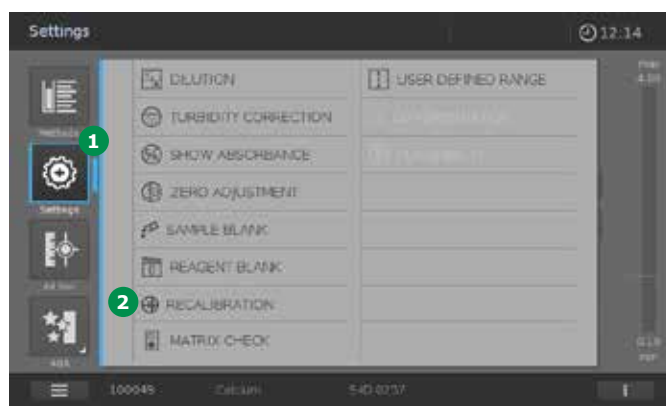 Settings
12:14
DILUTION
USER DEFINED RANGE
TURBIDITY CORRECTION
SHOW ABSORBANCE
ZERO ADJUSTMENT
SAMPLE BLANK
REAGENT BLANK
RECALIBRATION
MATRIX CHECK
1
Settings
2
100049 Calcium